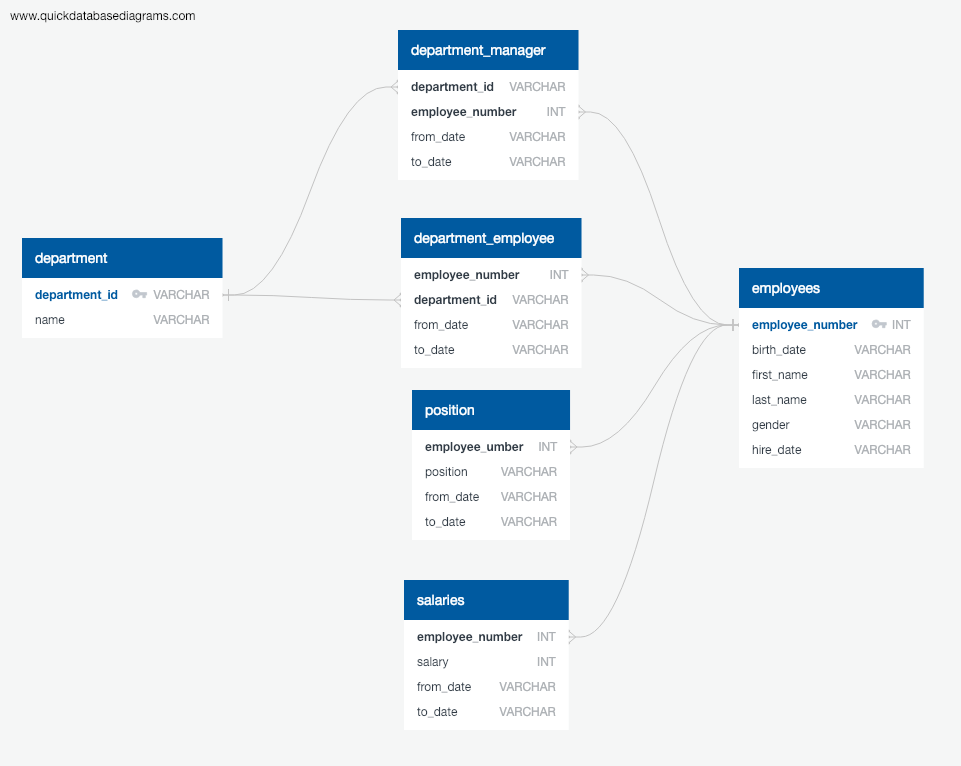 www.quickdatabasediagrams.com
department_manager
department_id VARCHAR
employee_number INT
from_date VARCHAR
to_date VARCHAR
department_employee
employee_number INT
department_id VARCHAR
from_date VARCHAR
to_date VARCHAR
department
department_id VARCHAR
name VARCHAR
employees
employee_number INT
birth_date VARCHAR
first_name VARCHAR
last_name VARCHAR
gender VARCHAR
hire_date VARCHAR
position
employee_umber INT
position VARCHAR
from_date VARCHAR
to_date VARCHAR
salaries
employee_number INT
salary INT
from_date VARCHAR
to_date VARCHAR